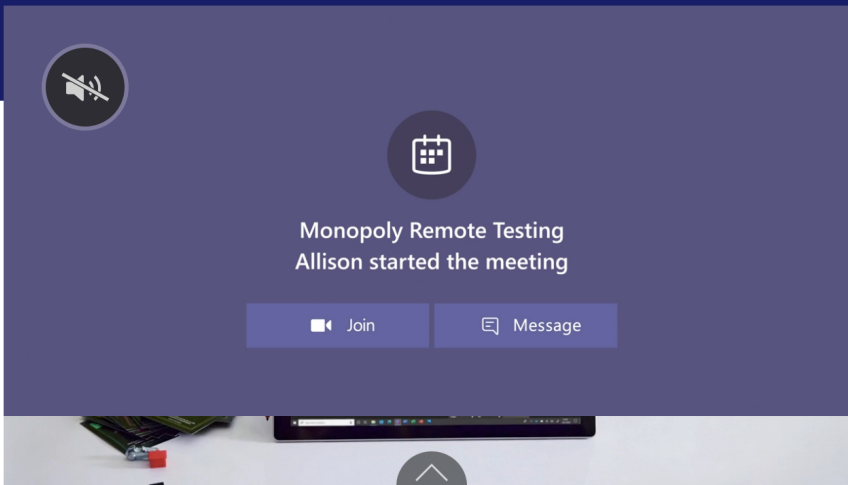 Monopoly Remote Testing
Allison started the meeting
Join
Message